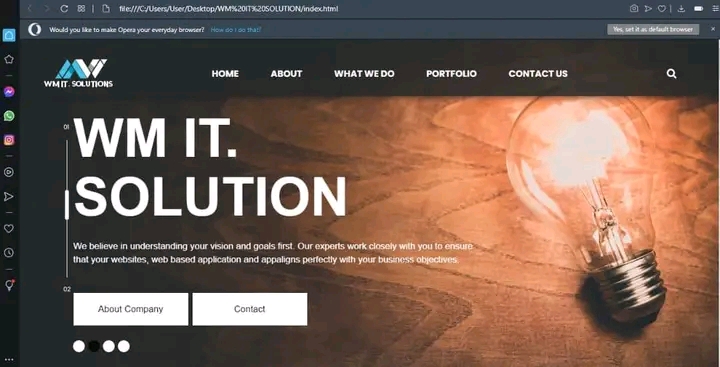 file:///C:/Users/User/Desktop/WM%20IT%20SOLUTION/index.html
Would you like to make Opera your everyday browser? How do I do that? Yes, set it as default browser
WM IT. SOLUTIONS
HOME ABOUT WHAT WE DO PORTFOLIO CONTACT US
01
WM IT.
SOLUTION
We believe in understanding your vision and goals first. Our experts work closely with you to ensure
that your websites, web based application and appaligns perfectly with your business objectives.
02
About Company Contact